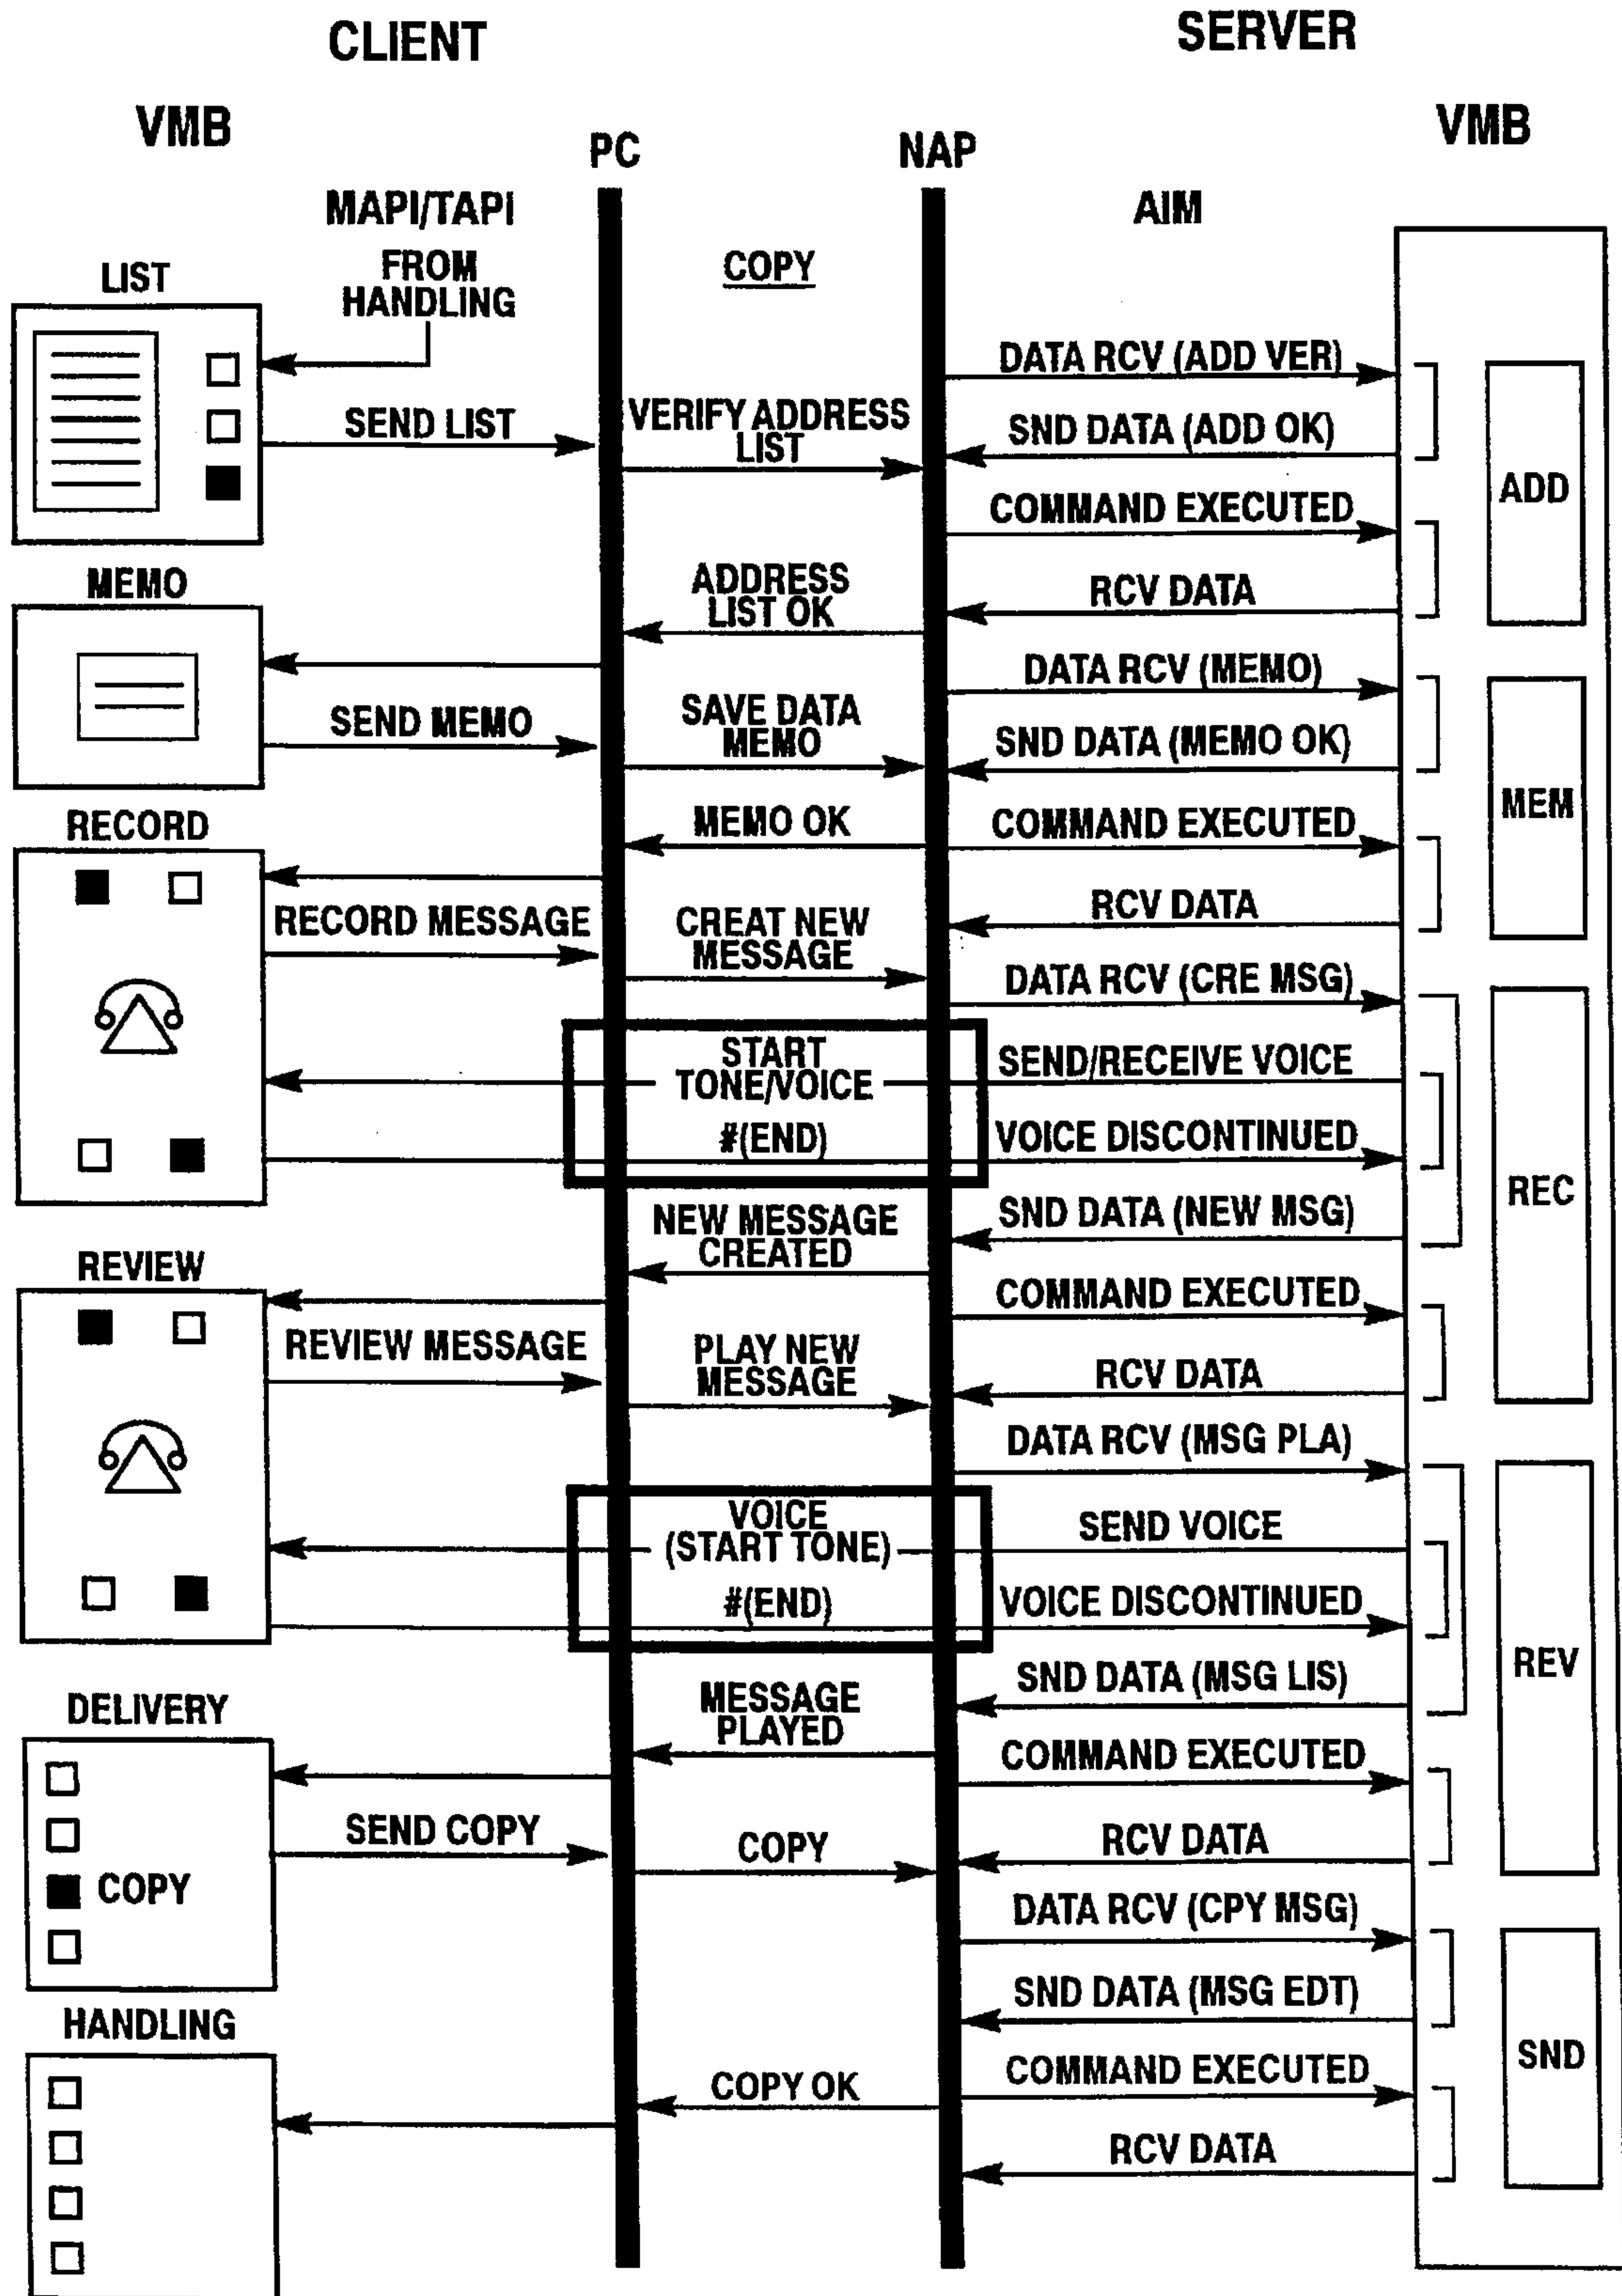 CLIENT
SERVER
VMB
VMB
PC
NAP
MAPI/TAPI
AIM
FROM
HANDLING
COPY
LIST
DATA RCV (ADD VER)
SEND LIST
VERIFY ADDRESS
LIST
SND DATA (ADD OK)
ADD
COMMAND EXECUTED
MEMO
ADDRESS
LIST OK
RCV DATA
DATA RCV (MEMO)
SEND MEMO
SAVE DATA
MEMO
SND DATA (MEMO OK)
MEM
RECORD
MEMO OK
COMMAND EXECUTED
RCV DATA
RECORD MESSAGE
CREAT NEW
MESSAGE
DATA RCV (CRE MSG)
START
TONE/VOICE
SEND/RECEIVE VOICE
#(END)
VOICE DISCONTINUED
REC
NEW MESSAGE
CREATED
SND DATA (NEW MSG)
REVIEW
COMMAND EXECUTED
REVIEW MESSAGE
PLAY NEW
MESSAGE
RCV DATA
DATA RCV (MSG PLA)
VOICE
(START TONE)
SEND VOICE
#(END)
VOICE DISCONTINUED
REV
SND DATA (MSG LIS)
DELIVERY
MESSAGE
PLAYED
COMMAND EXECUTED
SEND COPY
COPY
RCV DATA
COPY
DATA RCV (CPY MSG)
SND DATA (MSG EDT)
HANDLING
SND
COPY OK
COMMAND EXECUTED
RCV DATA